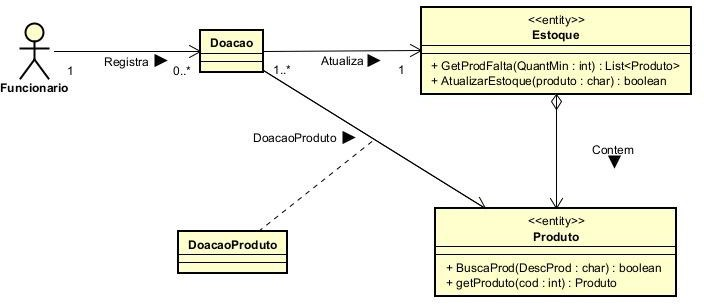 <<entity>>
Estoque
+ GetProdFalta(QuantMin : int) : List<Produto>
+ AtualizarEstoque(produto : char) : boolean
Doacao
Registra
1
0..*
Funcionario
1..*
Atualiza
1
DoacaoProduto
Contem
DoacaoProduto
<<entity>>
Produto
+ BuscaProd(DescProd : char) : boolean
+ getProduto(cod : int) : Produto